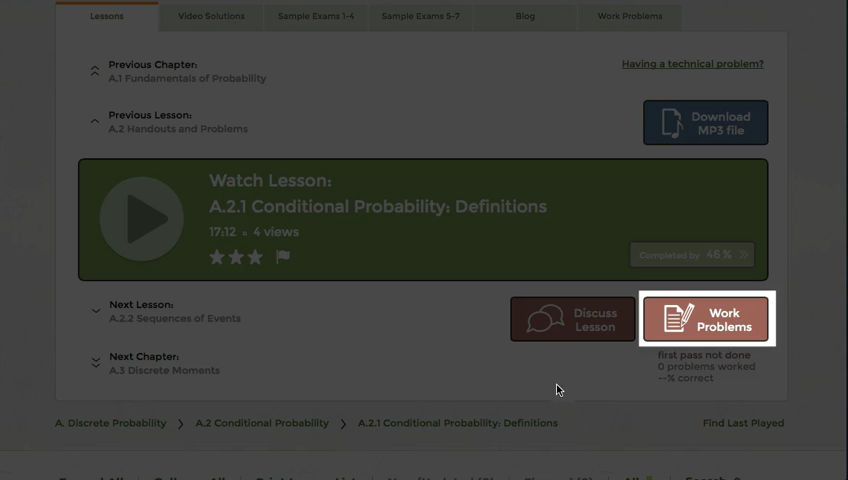 Lessons
Video Solutions
Sample Exams 1-4
Sample Exams 5-7
Blog
Work Problems
Previous Chapter:
A.1 Fundamentals of Probability
Having a technical problem?
Previous Lesson:
A.2 Handouts and Problems
Download
MP3 file
Watch Lesson:
A.2.1 Conditional Probability: Definitions
17:12 » 4 views
Completed by 46% »
Next Lesson:
A.2.2 Sequences of Events
Discuss
Lesson
Work
Problems
Next Chapter:
A.3 Discrete Moments
first pass not done
0 problems worked
--% correct
A. Discrete Probability
A.2 Conditional Probability
A.2.1 Conditional Probability: Definitions
Find Last Played